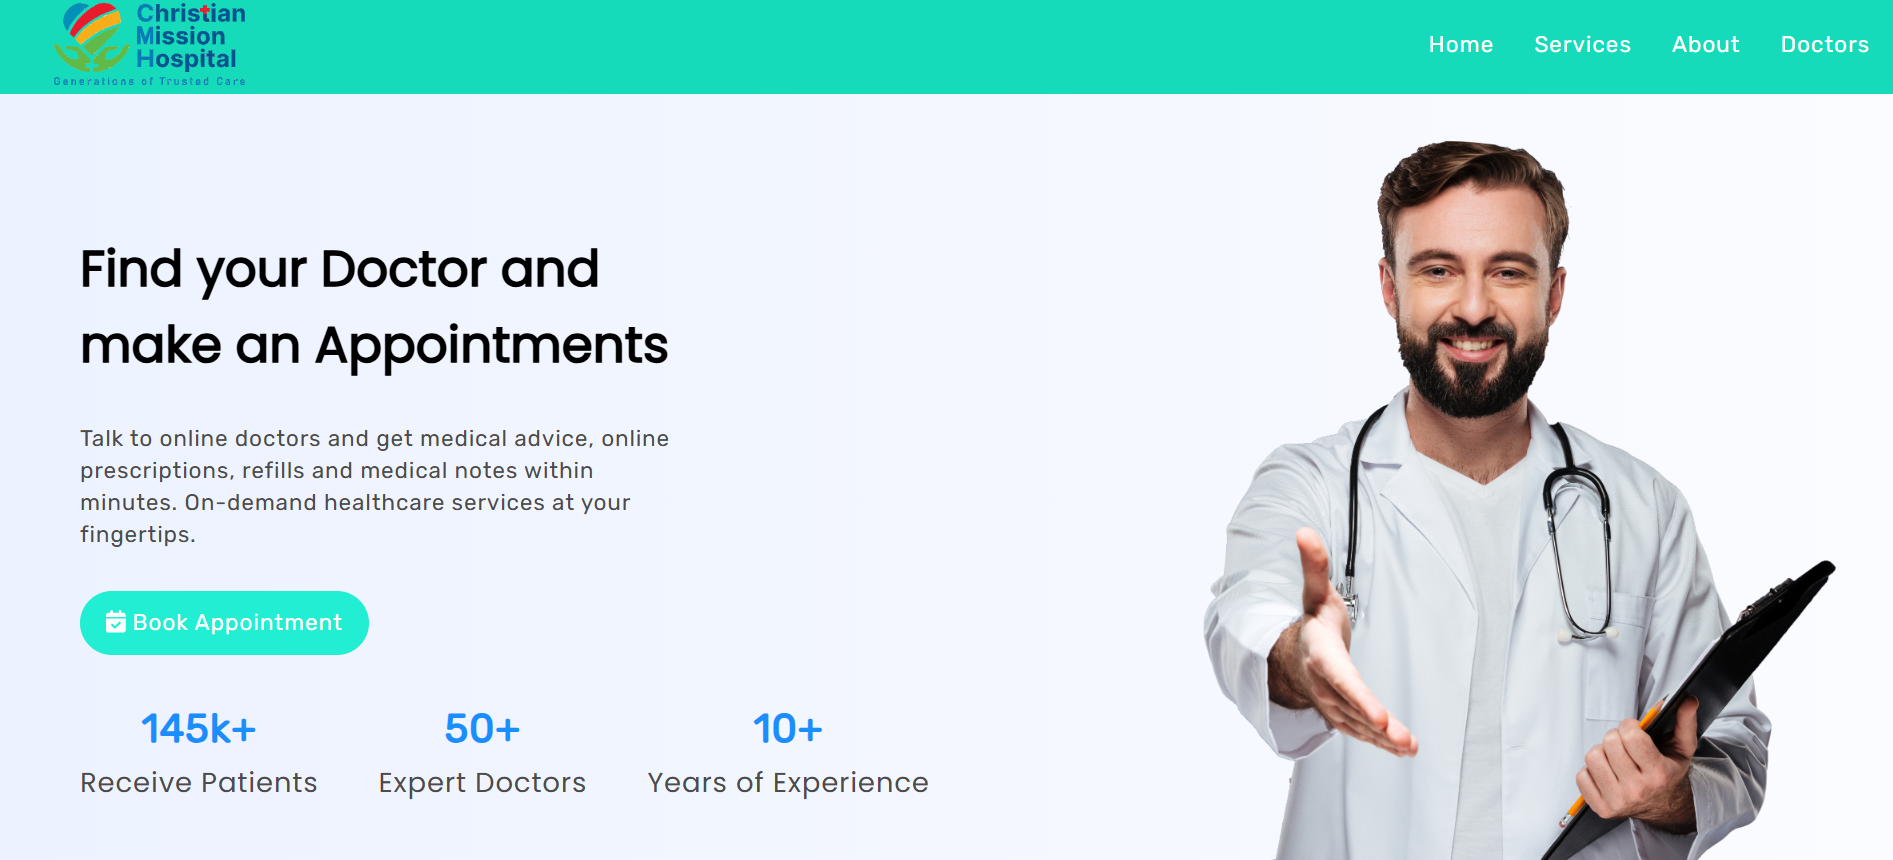 Christian
Mission
Hospital
Generations of Trusted Care
Home Services About Doctors
Find your Doctor and
make an Appointments
Talk to online doctors and get medical advice, online
prescriptions, refills and medical notes within
minutes. On-demand healthcare services at your
fingertips.
Book Appointment
145k+ 50+ 10+
Receive Patients Expert Doctors Years of Experience